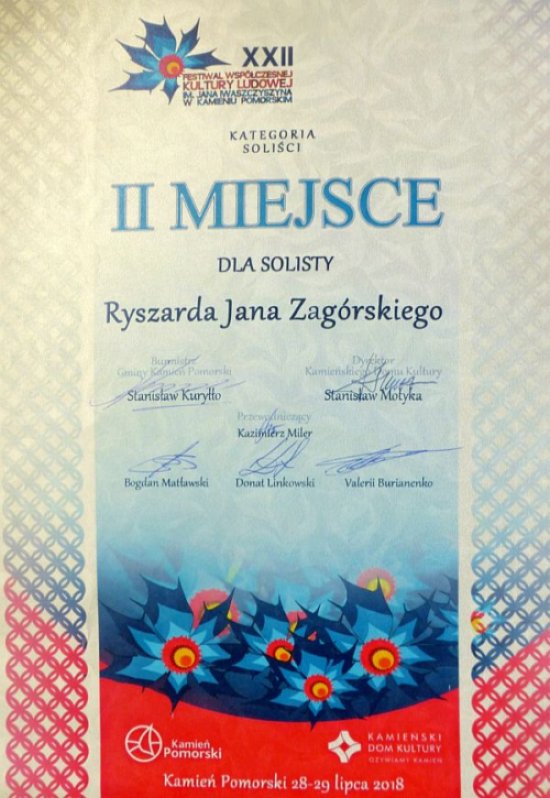 XXII
FESTIWAL WSPÓŁCZESNEJ
KULTURY LUDOWEJ
IM. JANA IWASZCZYSZYNA
W KAMIENIU POMORSKIM
KATEGORIA
SOLIŚCI
II MIEJSCE
DLA SOLISTY
Ryszarda Jana Zagórskiego
Burmistrz
Gminy Kamień Pomorski
Stanisław Kuryłło
Dyrektor
Kamieńskiego Domu Kultury
Stanisław Motyka
Przewodniczący
Kazimierz Miler
Bogdan Matławski
Donat Linkowski
Valerii Burianenko
Kamień
Pomorski
KAMIEŃSKI
DOM KULTURY
OŻYWIAMY KAMIEŃ
Kamień Pomorski 28-29 lipca 2018